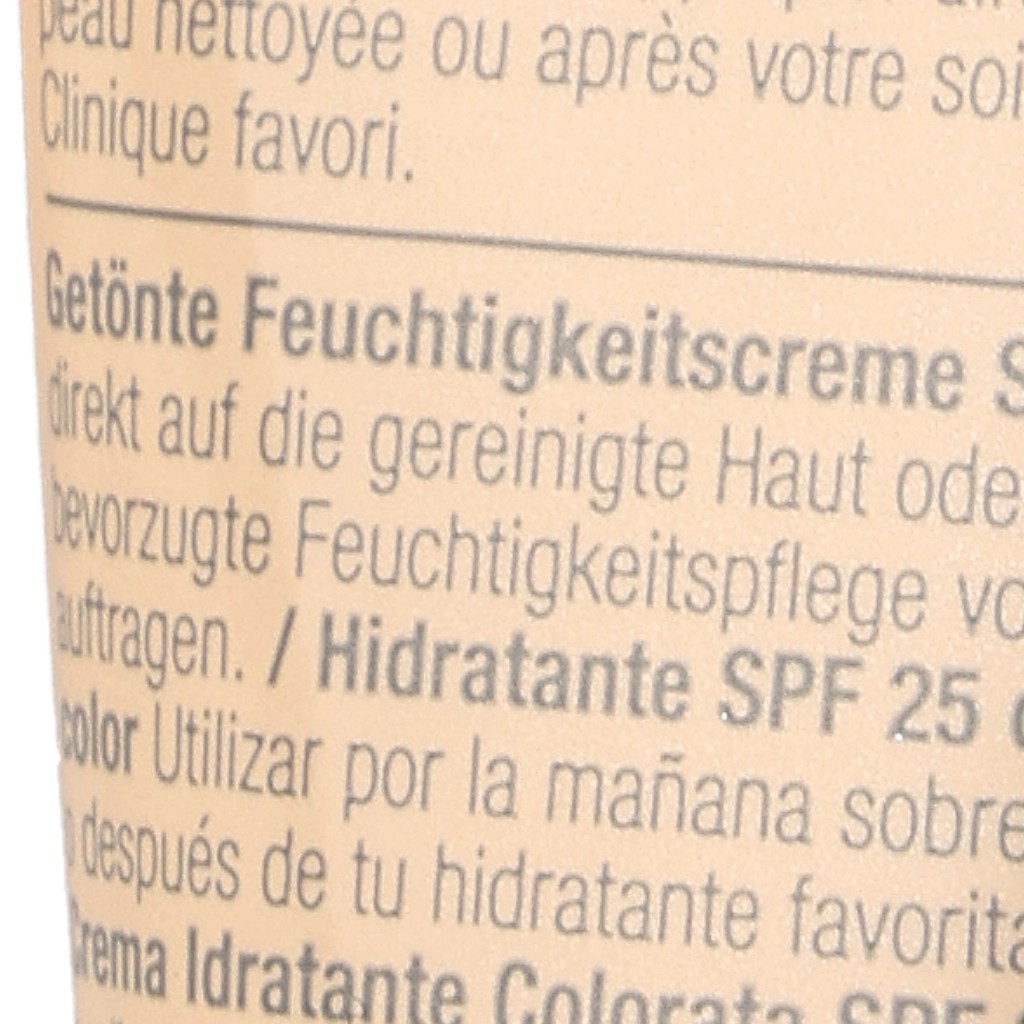 peau nettoyée ou après votre soi
Clinique favori.
Getönte Feuchtigkeitscreme S
direkt auf die gereinigte Haut ode
bevorzugte Feuchtigkeitspflege vo
auftragen. / Hidratante SPF 25 c
color Utilizar por la mañana sobre
o después de tu hidratante favorita
Crema Idratante Colorata SPF